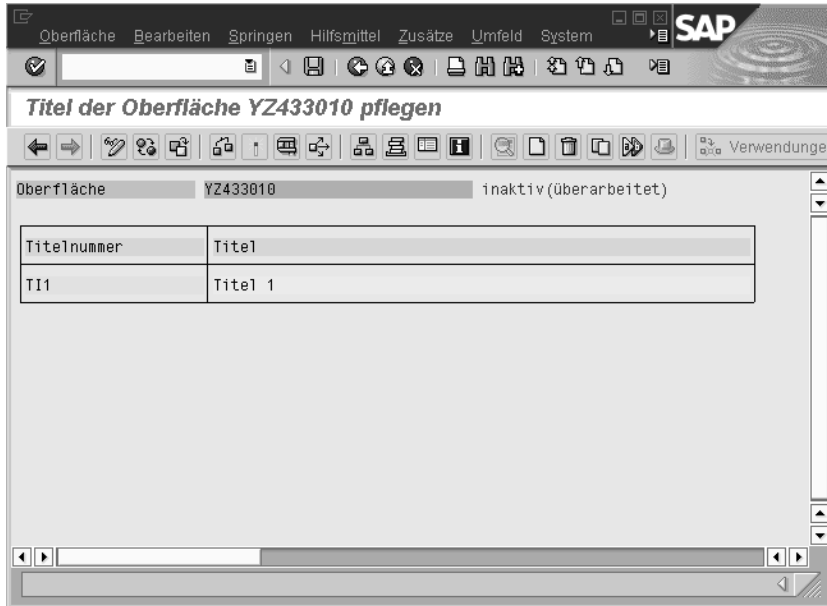 Oberfläche Bearbeiten Springen Hilfsmittel Zusätze Umfeld System
SAP
Titel der Oberfläche YZ433010 pflegen
Verwendunge
Oberfläche YZ433010 inaktiv(überarbeitet)
Titelnummer Titel
TI1 Titel 1